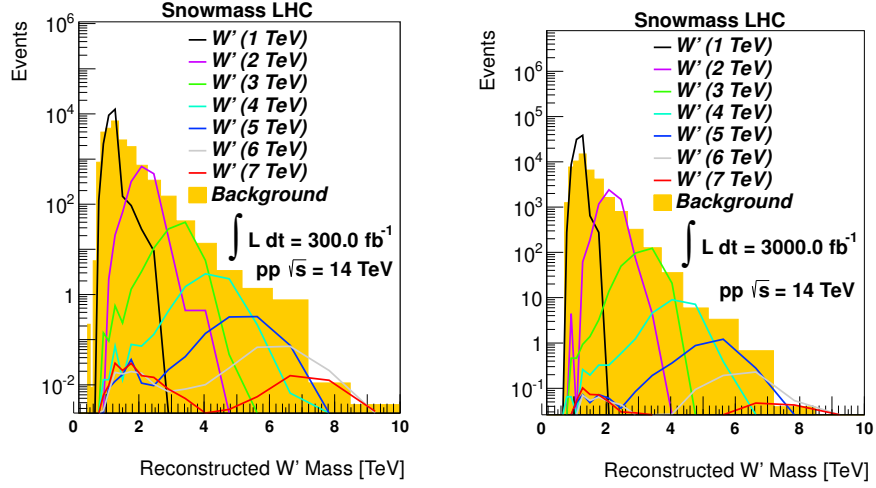 Snowmass LHC
Events
10^6
10^4
10^2
1
10^-2
W' (1 TeV)
W' (2 TeV)
W' (3 TeV)
W' (4 TeV)
W' (5 TeV)
W' (6 TeV)
W' (7 TeV)
Background
∫ L dt = 300.0 fb^-1
pp √s = 14 TeV
0 2 4 6 8 10
Reconstructed W' Mass [TeV]
Snowmass LHC
Events
10^6
10^5
10^4
10^3
10^2
10
1
10^-1
W' (1 TeV)
W' (2 TeV)
W' (3 TeV)
W' (4 TeV)
W' (5 TeV)
W' (6 TeV)
W' (7 TeV)
Background
∫ L dt = 3000.0 fb^-1
pp √s = 14 TeV
0 2 4 6 8 10
Reconstructed W' Mass [TeV]